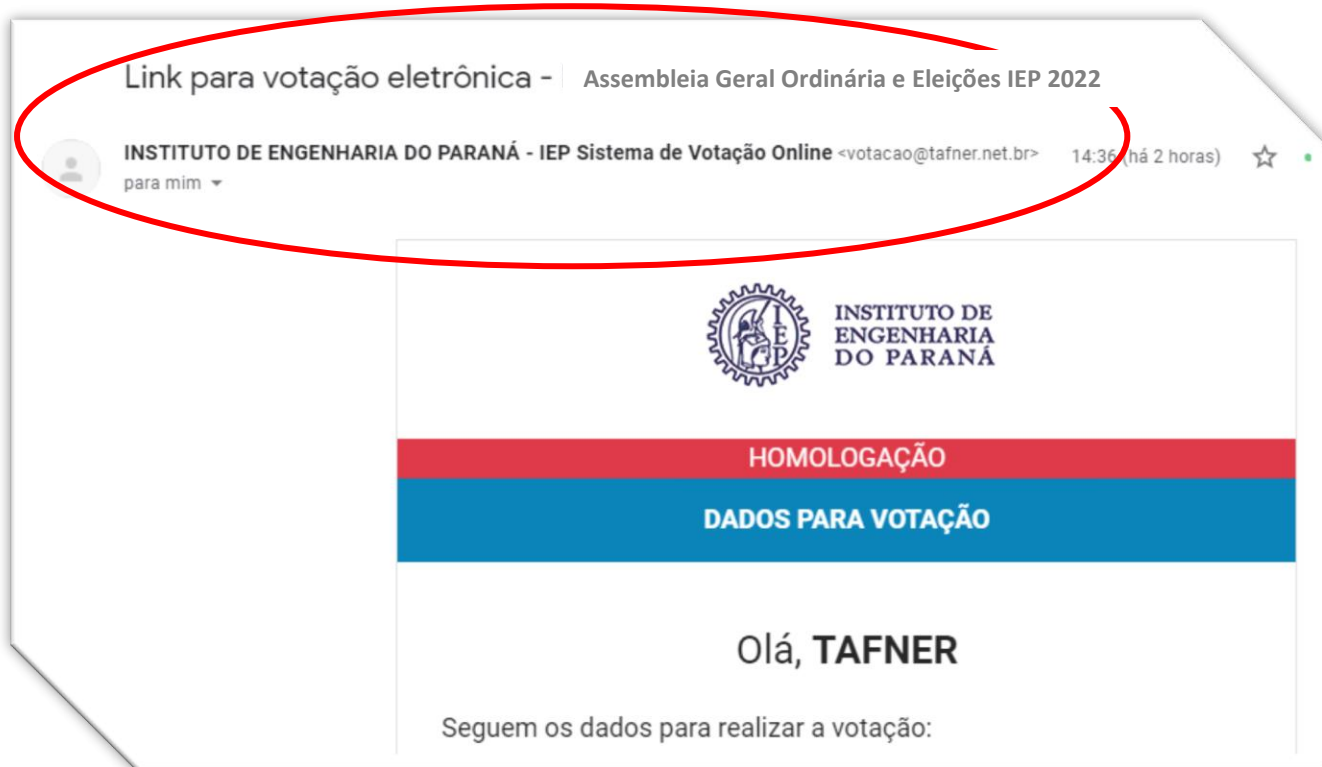 Link para votação eletrônica - Assembleia Geral Ordinária e Eleições IEP 2022
INSTITUTO DE ENGENHARIA DO PARANÁ - IEP Sistema de Votação Online <votacao@tafner.net.br> 14:36 (há 2 horas)
para mim
IEP
INSTITUTO DE
ENGENHARIA
DO PARANÁ
HOMOLOGAÇÃO
DADOS PARA VOTAÇÃO
Olá, TAFNER
Seguem os dados para realizar a votação: